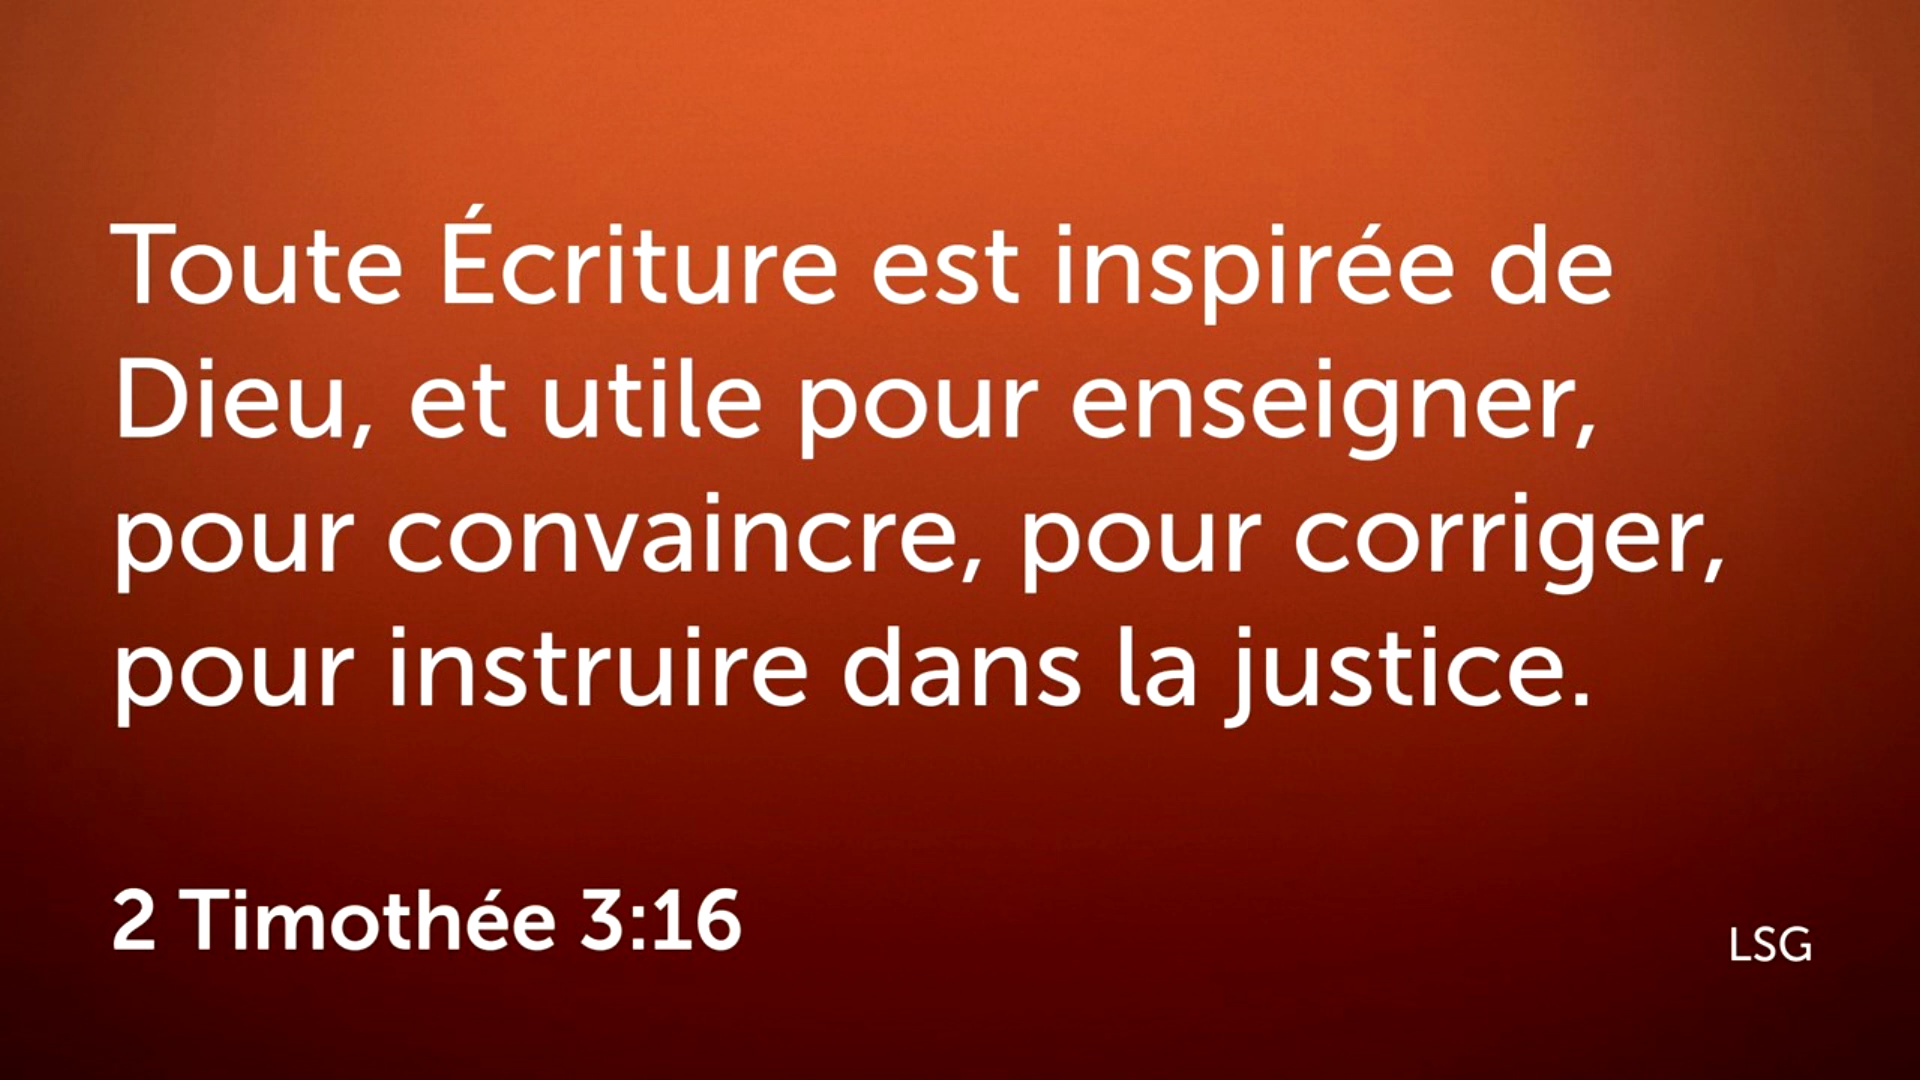 Toute Écriture est inspirée de
Dieu, et utile pour enseigner,
pour convaincre, pour corriger,
pour instruire dans la justice.
2 Timothée 3:16
LSG